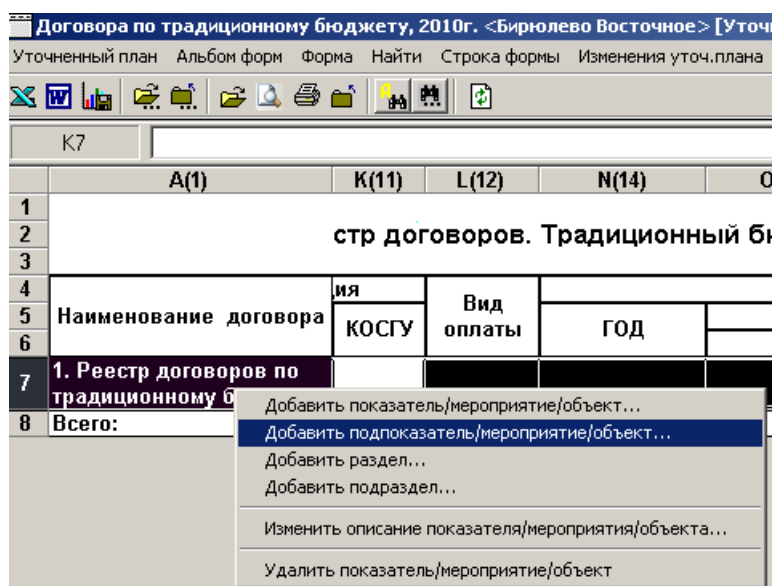 Договора по традиционному бюджету, 2010г. <Бирюлево Восточное> [Уточ
Уточненный план Альбом форм Форма Найти Строка формы Изменения уточ.плана
K7
A(1) K(11) L(12) N(14) O
1
2 стр договоров. Традиционный б
3
4 ия
5 Наименование договора КОСГУ Вид оплаты ГОД
6
7 1. Реестр договоров по
традиционному б
8 Всего:
Добавить показатель/мероприятие/объект...
Добавить подпоказатель/мероприятие/объект...
Добавить раздел...
Добавить подраздел...
Изменить описание показателя/мероприятия/объекта...
Удалить показатель/мероприятие/объект